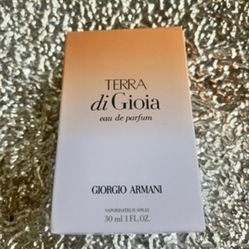 TERRA
di Gioia
eau de parfum
GIORGIO ARMANI
VAPORISATEUR/SPRAY
30 ml 1 FL. OZ.